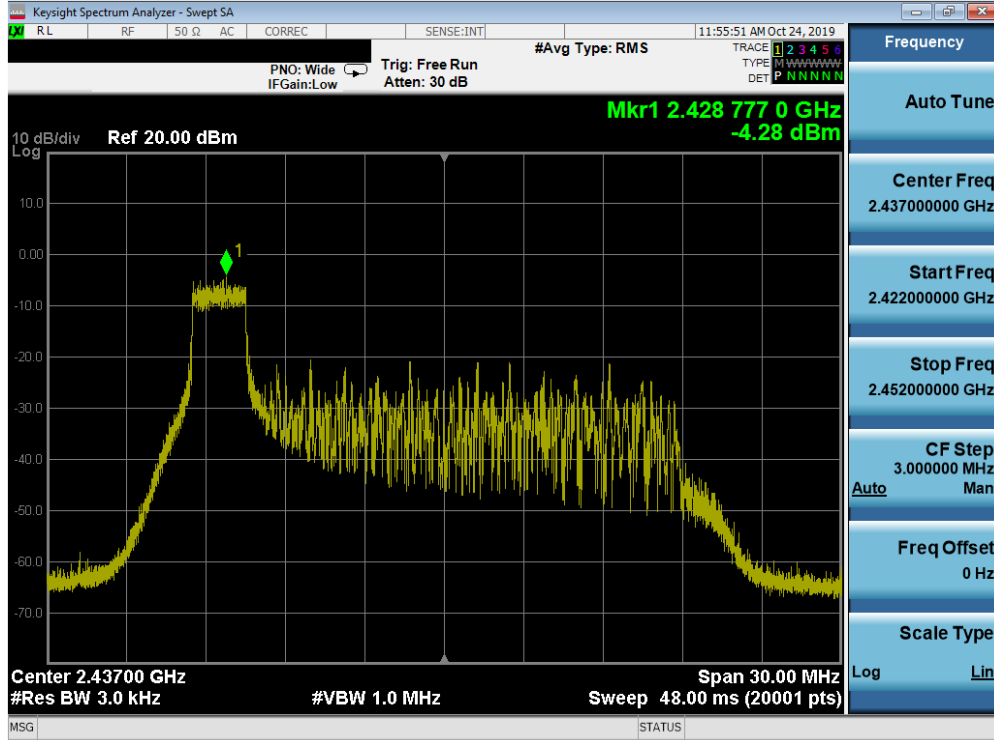 Keysight Spectrum Analyzer - Swept SA
LXI RL RF 50 Ω AC CORREC SENSE:INT 11:55:51 AM Oct 24, 2019
#Avg Type: RMS TRACE 1 2 3 4 5 6
PNO: Wide Trig: Free Run TYPE M WWWWW
IFGain:Low Atten: 30 dB DET P N N N N N
Mkr1 2.428 777 0 GHz
-4.28 dBm
10 dB/div Ref 20.00 dBm
Log
1
10.0
0.00
-10.0
-20.0
-30.0
-40.0
-50.0
-60.0
-70.0
Center 2.43700 GHz Span 30.00 MHz
#Res BW 3.0 kHz #VBW 1.0 MHz Sweep 48.00 ms (20001 pts)
MSG STATUS
Frequency
Auto Tune
Center Freq
2.437000000 GHz
Start Freq
2.422000000 GHz
Stop Freq
2.452000000 GHz
CF Step
3.000000 MHz
Auto Man
Freq Offset
0 Hz
Scale Type
Log Lin